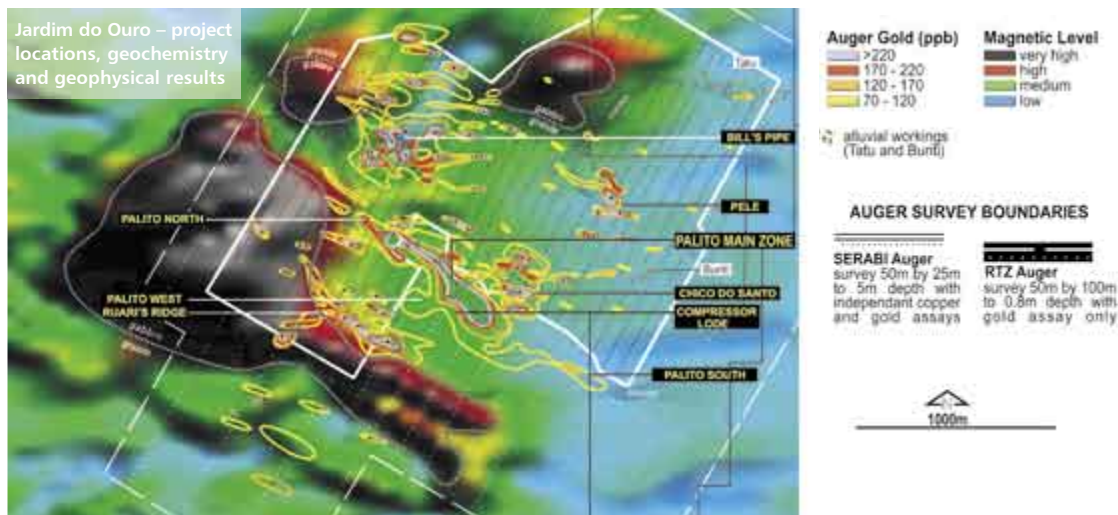 Jardim do Ouro – project
locations, geochemistry
and geophysical results
Tatu
BILL'S PIPE
PELE
PALITO NORTH
PALITO MAIN ZONE
Bunti
PALITO WEST
CHICO DO SANTO
RUARI'S RIDGE
COMPRESSOR
LODE
PALITO SOUTH
gabbro
granite
Auger Gold (ppb)
>220
170 - 220
120 - 170
70 - 120
Magnetic Level
very high
high
medium
low
alluvial workings
(Tatu and Bunti)
AUGER SURVEY BOUNDARIES
SERABI Auger
survey 50m by 25m
to 5m depth with
independant copper
and gold assays
RTZ Auger
survey 50m by 100m
to 0.8m depth with
gold assay only
1000m